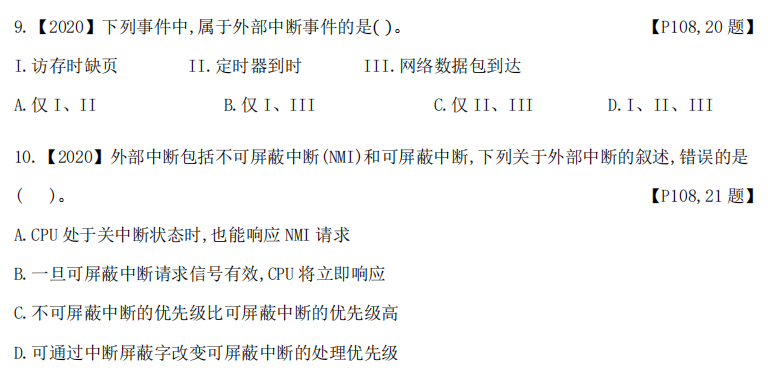 9.【2020】下列事件中,属于外部中断事件的是( )。 【P108,20 题】
I.访存时缺页 II.定时器到时 III.网络数据包到达
A.仅 I、II B.仅 I、III C.仅 II、III D.I、II、III
10.【2020】外部中断包括不可屏蔽中断(NMI)和可屏蔽中断,下列关于外部中断的叙述,错误的是
( )。 【P108,21 题】
A.CPU 处于关中断状态时,也能响应 NMI 请求
B.一旦可屏蔽中断请求信号有效,CPU 将立即响应
C.不可屏蔽中断的优先级比可屏蔽中断的优先级高
D.可通过中断屏蔽字改变可屏蔽中断的处理优先级